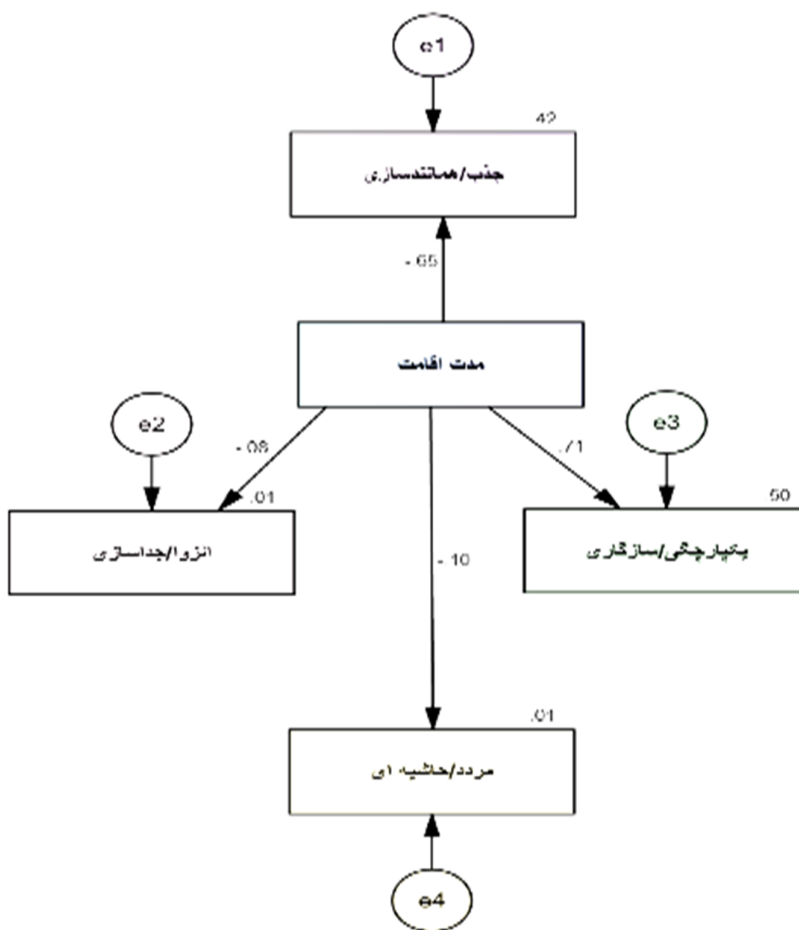 e1
.42
جذب/همانندسازی
-.65
مدت اقامت
e2
e3
-.08
.71
.01
.50
انزوا/جداسازی
یکپارچگی/سازگاری
-.10
.01
مردد/حاشیه ای
e4